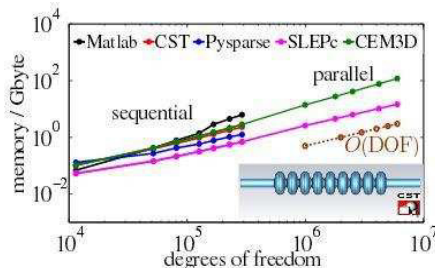 Matlab CST Pysparse SLEPc CEM3D
memory / Gbyte
10^4
10^2
10^0
10^-2
sequential
parallel
O(DOF)
CST
10^4 10^5 10^6 10^7
degrees of freedom